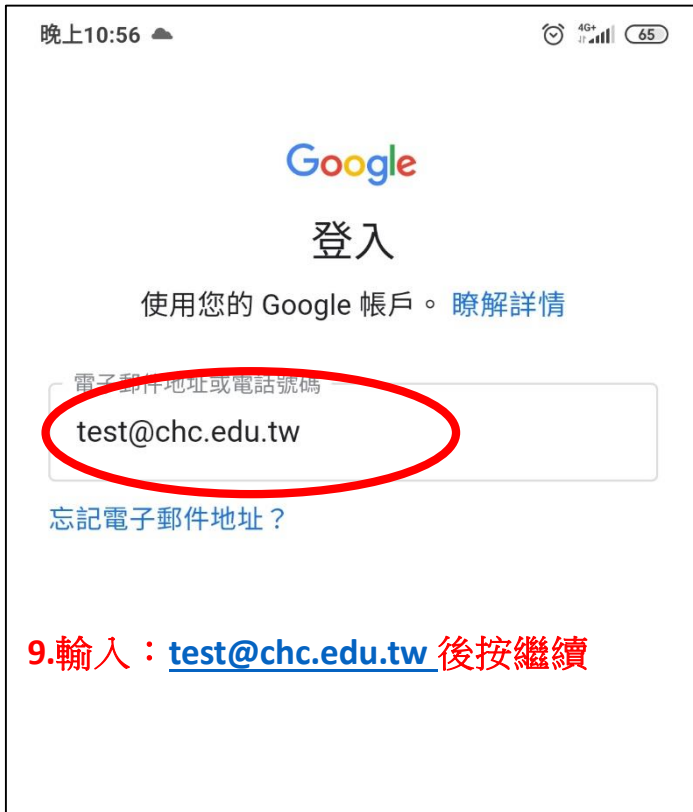 晚上10:56 4G+ 65
Google
登入
使用您的 Google 帳戶。 瞭解詳情
電子郵件地址或電話號碼
test@chc.edu.tw
忘記電子郵件地址？
9.輸入：test@chc.edu.tw 後按繼續